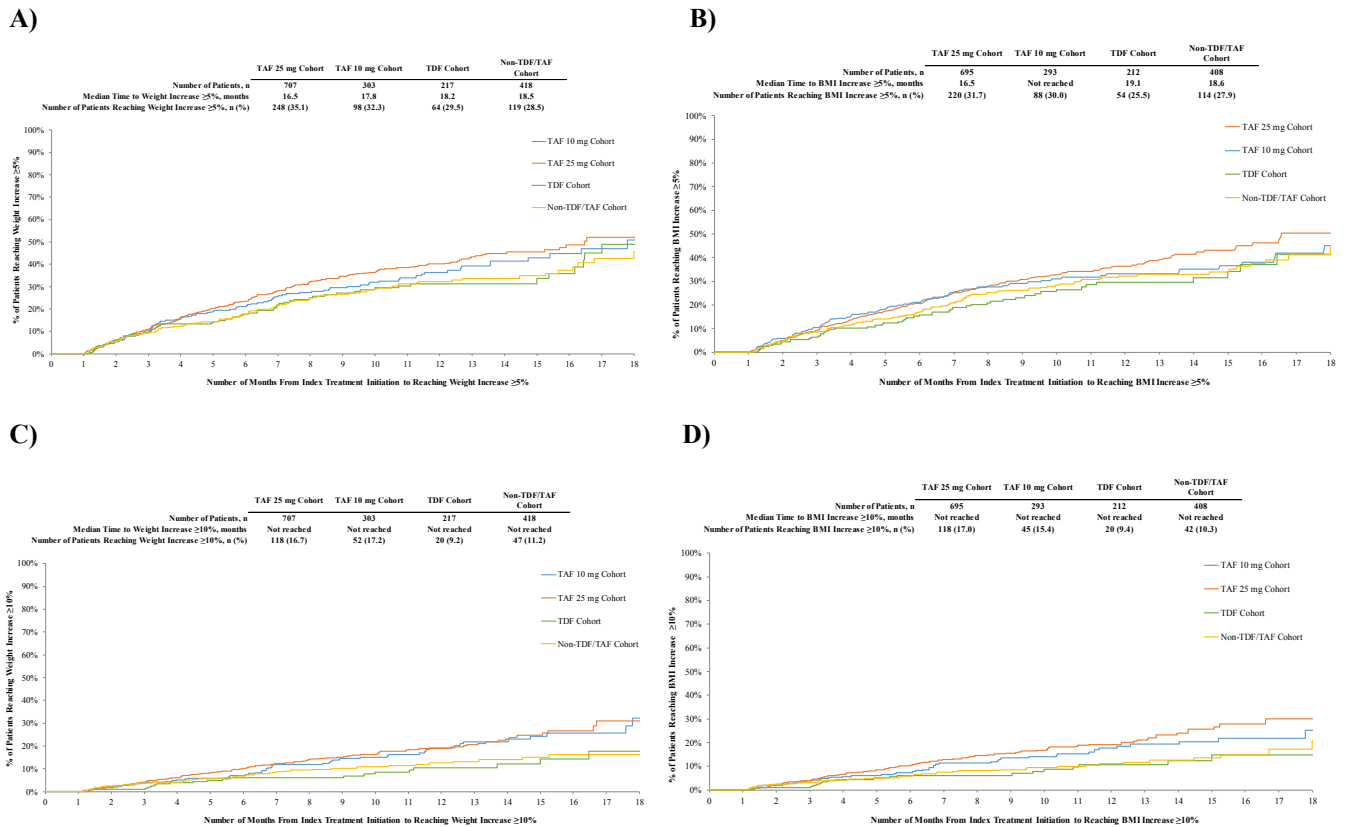 A)
TAF 25 mg Cohort TAF 10 mg Cohort TDF Cohort Non-TDF/TAF Cohort
Number of Patients, n 707 303 217 418
Median Time to Weight Increase ≥5%, months 16.5 17.8 18.2 18.5
Number of Patients Reaching Weight Increase ≥5%, n (%) 248 (35.1) 98 (32.3) 64 (29.5) 119 (28.5)
% of Patients Reaching Weight Increase ≥5%
100%
90%
80%
70%
60%
50%
40%
30%
20%
10%
0%
TAF 10 mg Cohort
TAF 25 mg Cohort
TDF Cohort
Non-TDF/TAF Cohort
0 1 2 3 4 5 6 7 8 9 10 11 12 13 14 15 16 17 18
Number of Months From Index Treatment Initiation to Reaching Weight Increase ≥5%
B)
TAF 25 mg Cohort TAF 10 mg Cohort TDF Cohort Non-TDF/TAF Cohort
Number of Patients, n 695 293 212 408
Median Time to BMI Increase ≥5%, months 16.5 Not reached 19.1 18.6
Number of Patients Reaching BMI Increase ≥5%, n (%) 220 (31.7) 88 (30.0) 54 (25.5) 114 (27.9)
% of Patients Reaching BMI Increase ≥5%
100%
90%
80%
70%
60%
50%
40%
30%
20%
10%
0%
TAF 25 mg Cohort
TAF 10 mg Cohort
TDF Cohort
Non-TDF/TAF Cohort
0 1 2 3 4 5 6 7 8 9 10 11 12 13 14 15 16 17 18
Number of Months From Index Treatment Initiation to Reaching BMI Increase ≥5%
C)
TAF 25 mg Cohort TAF 10 mg Cohort TDF Cohort Non-TDF/TAF Cohort
Number of Patients, n 707 303 217 418
Median Time to Weight Increase ≥10%, months Not reached Not reached Not reached Not reached
Number of Patients Reaching Weight Increase ≥10%, n (%) 118 (16.7) 52 (17.2) 20 (9.2) 47 (11.2)
% of Patients Reaching Weight Increase ≥10%
100%
90%
80%
70%
60%
50%
40%
30%
20%
10%
0%
TAF 10 mg Cohort
TAF 25 mg Cohort
TDF Cohort
Non-TDF/TAF Cohort
0 1 2 3 4 5 6 7 8 9 10 11 12 13 14 15 16 17 18
Number of Months From Index Treatment Initiation to Reaching Weight Increase ≥10%
D)
TAF 25 mg Cohort TAF 10 mg Cohort TDF Cohort Non-TDF/TAF Cohort
Number of Patients, n 695 293 212 408
Median Time to BMI Increase ≥10%, months Not reached Not reached Not reached Not reached
Number of Patients Reaching BMI Increase ≥10%, n (%) 118 (17.0) 45 (15.4) 20 (9.4) 42 (10.3)
% of Patients Reaching BMI Increase ≥10%
100%
90%
80%
70%
60%
50%
40%
30%
20%
10%
0%
TAF 10 mg Cohort
TAF 25 mg Cohort
TDF Cohort
Non-TDF/TAF Cohort
0 1 2 3 4 5 6 7 8 9 10 11 12 13 14 15 16 17 18
Number of Months From Index Treatment Initiation to Reaching BMI Increase ≥10%